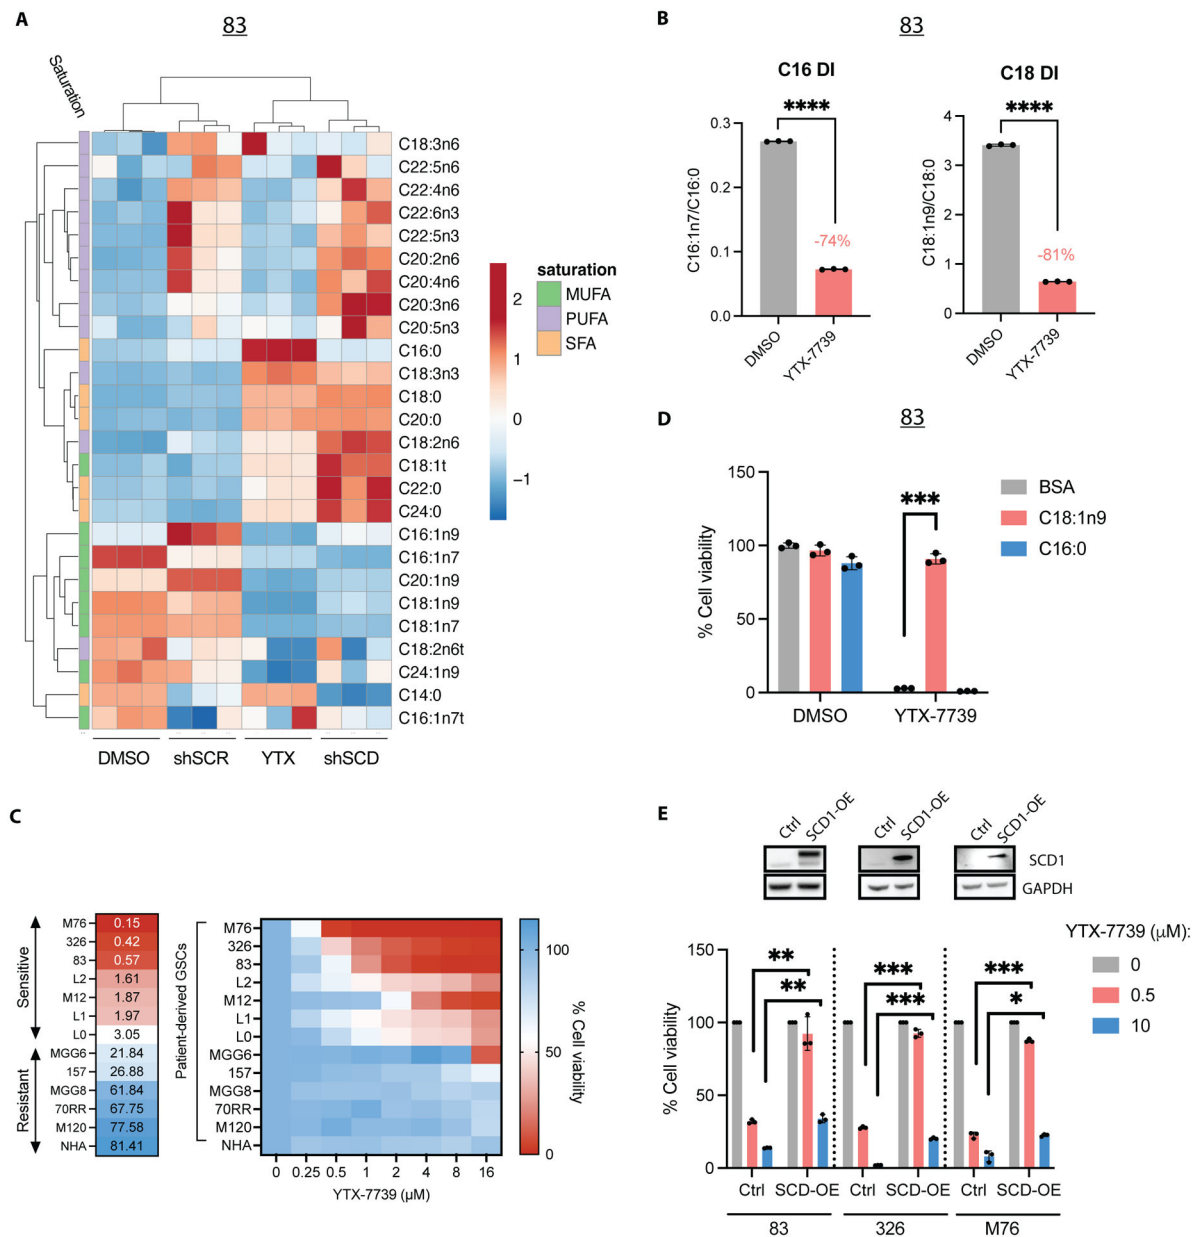 A
83
Saturation
C18:3n6
C22:5n6
C22:4n6
C22:6n3
C22:5n3
C20:2n6
C20:4n6
C20:3n6
C20:5n3
C16:0
C18:3n3
C18:0
C20:0
C18:2n6
C18:1t
C22:0
C24:0
C16:1n9
C16:1n7
C20:1n9
C18:1n9
C18:1n7
C18:2n6t
C24:1n9
C14:0
C16:1n7t
DMSO shSCR YTX shSCD
2
1
0
−1
saturation
MUFA
PUFA
SFA
B
83
C16 DI
****
C16:1n7/C16:0
0.3
0.2
0.1
0.0
-74%
DMSO
YTX-7739
C18 DI
****
C18:1n9/C18:0
4
3
2
1
0
-81%
DMSO
YTX-7739
D
83
% Cell viability
150
100
50
0
***
DMSO YTX-7739
BSA
C18:1n9
C16:0
C
Sensitive
Resistant
M76 0.15
326 0.42
83 0.57
L2 1.61
M12 1.87
L1 1.97
L0 3.05
MGG6 21.84
157 26.88
MGG8 61.84
70RR 67.75
M120 77.58
NHA 81.41
Patient-derived GSCs
M76
326
83
L2
M12
L1
L0
MGG6
157
MGG8
70RR
M120
NHA
0 0.25 0.5 1 2 4 8 16
YTX-7739 (μM)
100
50
0
% Cell viability
E
Ctrl SCD1-OE Ctrl SCD1-OE Ctrl SCD1-OE
SCD1
GAPDH
% Cell viability
150
100
50
0
** **
*** ***
*** *
Ctrl SCD-OE Ctrl SCD-OE Ctrl SCD-OE
83 326 M76
YTX-7739 (μM):
0
0.5
10